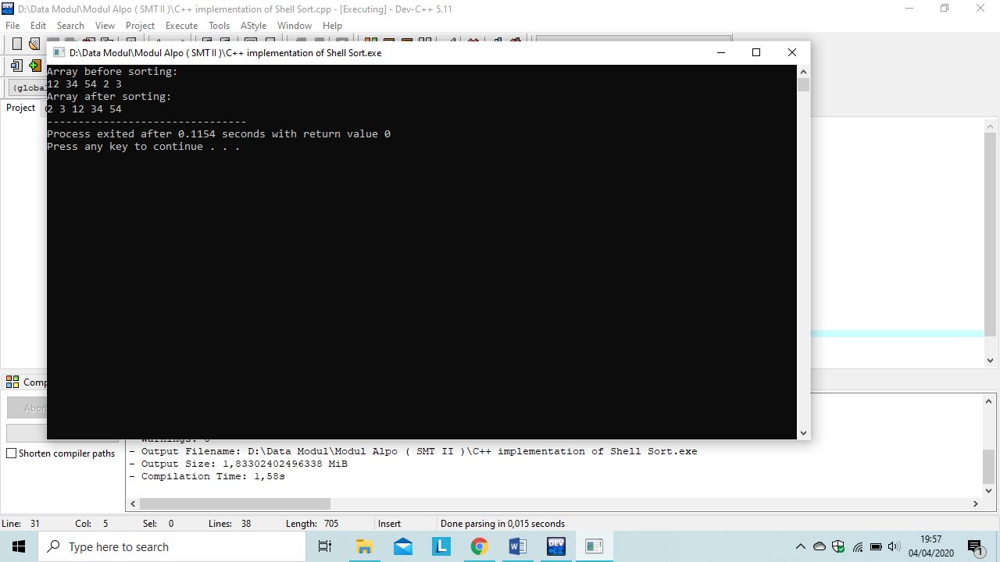 D:\Data Modul\Modul Alpo ( SMT II )\C++ implementation of Shell Sort.cpp - [Executing] - Dev-C++ 5.11
File Edit Search View Project Execute Tools AStyle Window Help
D:\Data Modul\Modul Alpo ( SMT II )\C++ implementation of Shell Sort.exe
Array before sorting:
12 34 54 2 3
Array after sorting:
2 3 12 34 54
--------------------------------
Process exited after 0.1154 seconds with return value 0
Press any key to continue . . .
Project
- Warnings: 0
- Output Filename: D:\Data Modul\Modul Alpo ( SMT II )\C++ implementation of Shell Sort.exe
- Output Size: 1,83302402496338 MiB
- Compilation Time: 1,58s
Shorten compiler paths
Line: 31 Col: 5 Sel: 0 Lines: 38 Length: 705 Insert Done parsing in 0,015 seconds
Type here to search
19:57
04/04/2020
1